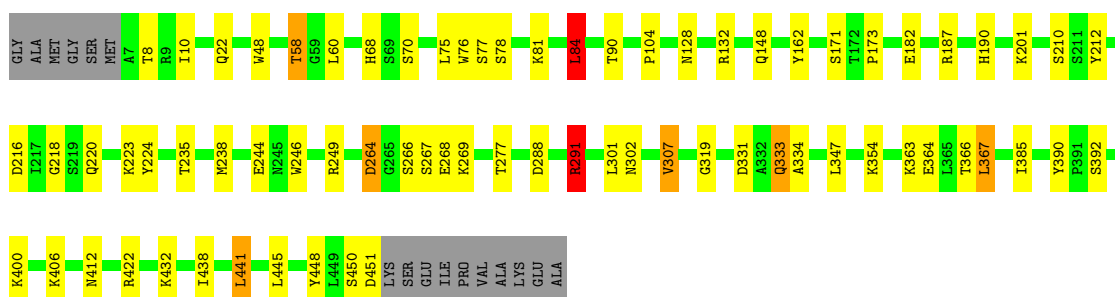 GLY ALA MET GLY SER MET A7 T8 R9 I10 Q22 W48 T58 G59 L60 H68 S69 S70 L75 W76 S77 S78 K81 L84 T90 P104 N128 R132 Q148 Y162 S171 T172 P173 E182 R187 H190 K201 S210 S211 Y212
D216 I217 G218 S219 Q220 K223 Y224 T235 M238 E244 N245 W246 R249 D264 G265 S266 S267 E268 K269 T277 D288 R291 L301 N302 V307 G319 D331 A332 Q333 A334 L347 K354 K363 E364 L365 T366 L367 I385 Y390 P391 S392
K400 K406 N412 R422 K432 I438 L441 L445 Y448 L449 S450 D451 LYS SER GLU ILE PRO VAL ALA LYS GLU ALA